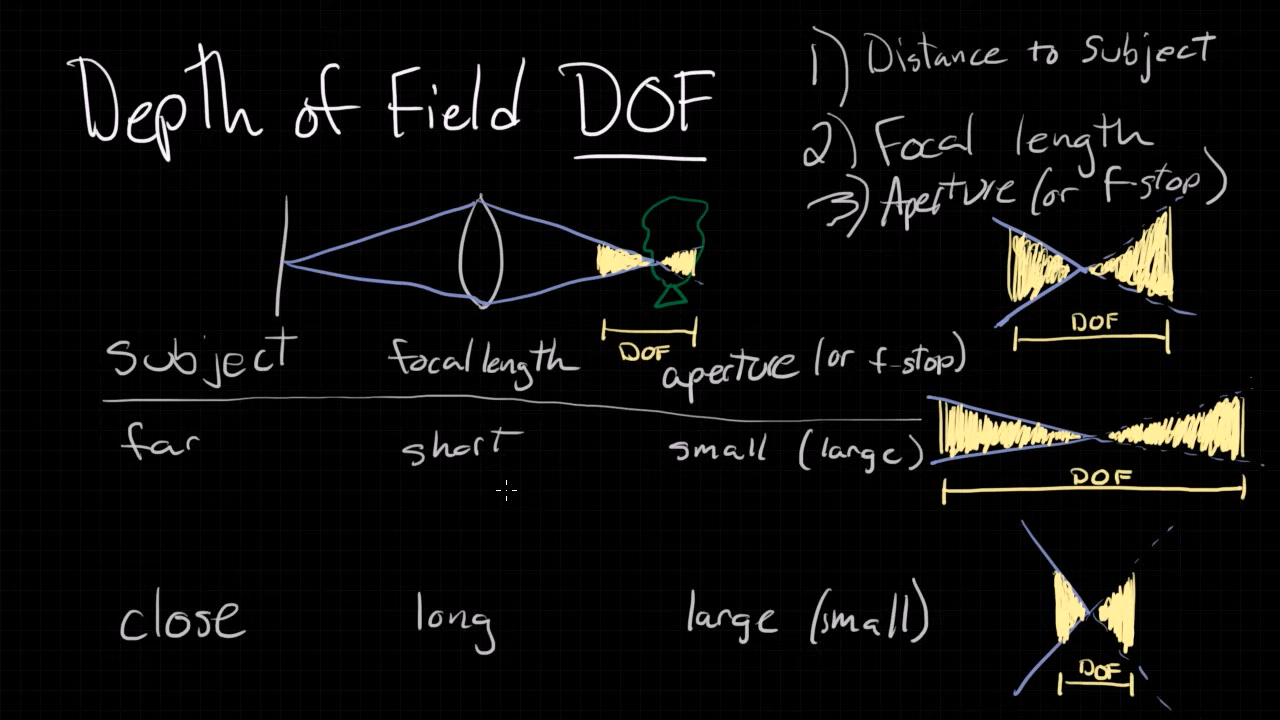 Depth of Field DOF
1) Distance to Subject
2) Focal length
3) Aperture (or f-stop)
DOF
DOF
subject focal length aperture (or f-stop)
far short small (large)
DOF
close long large (small)
DOF